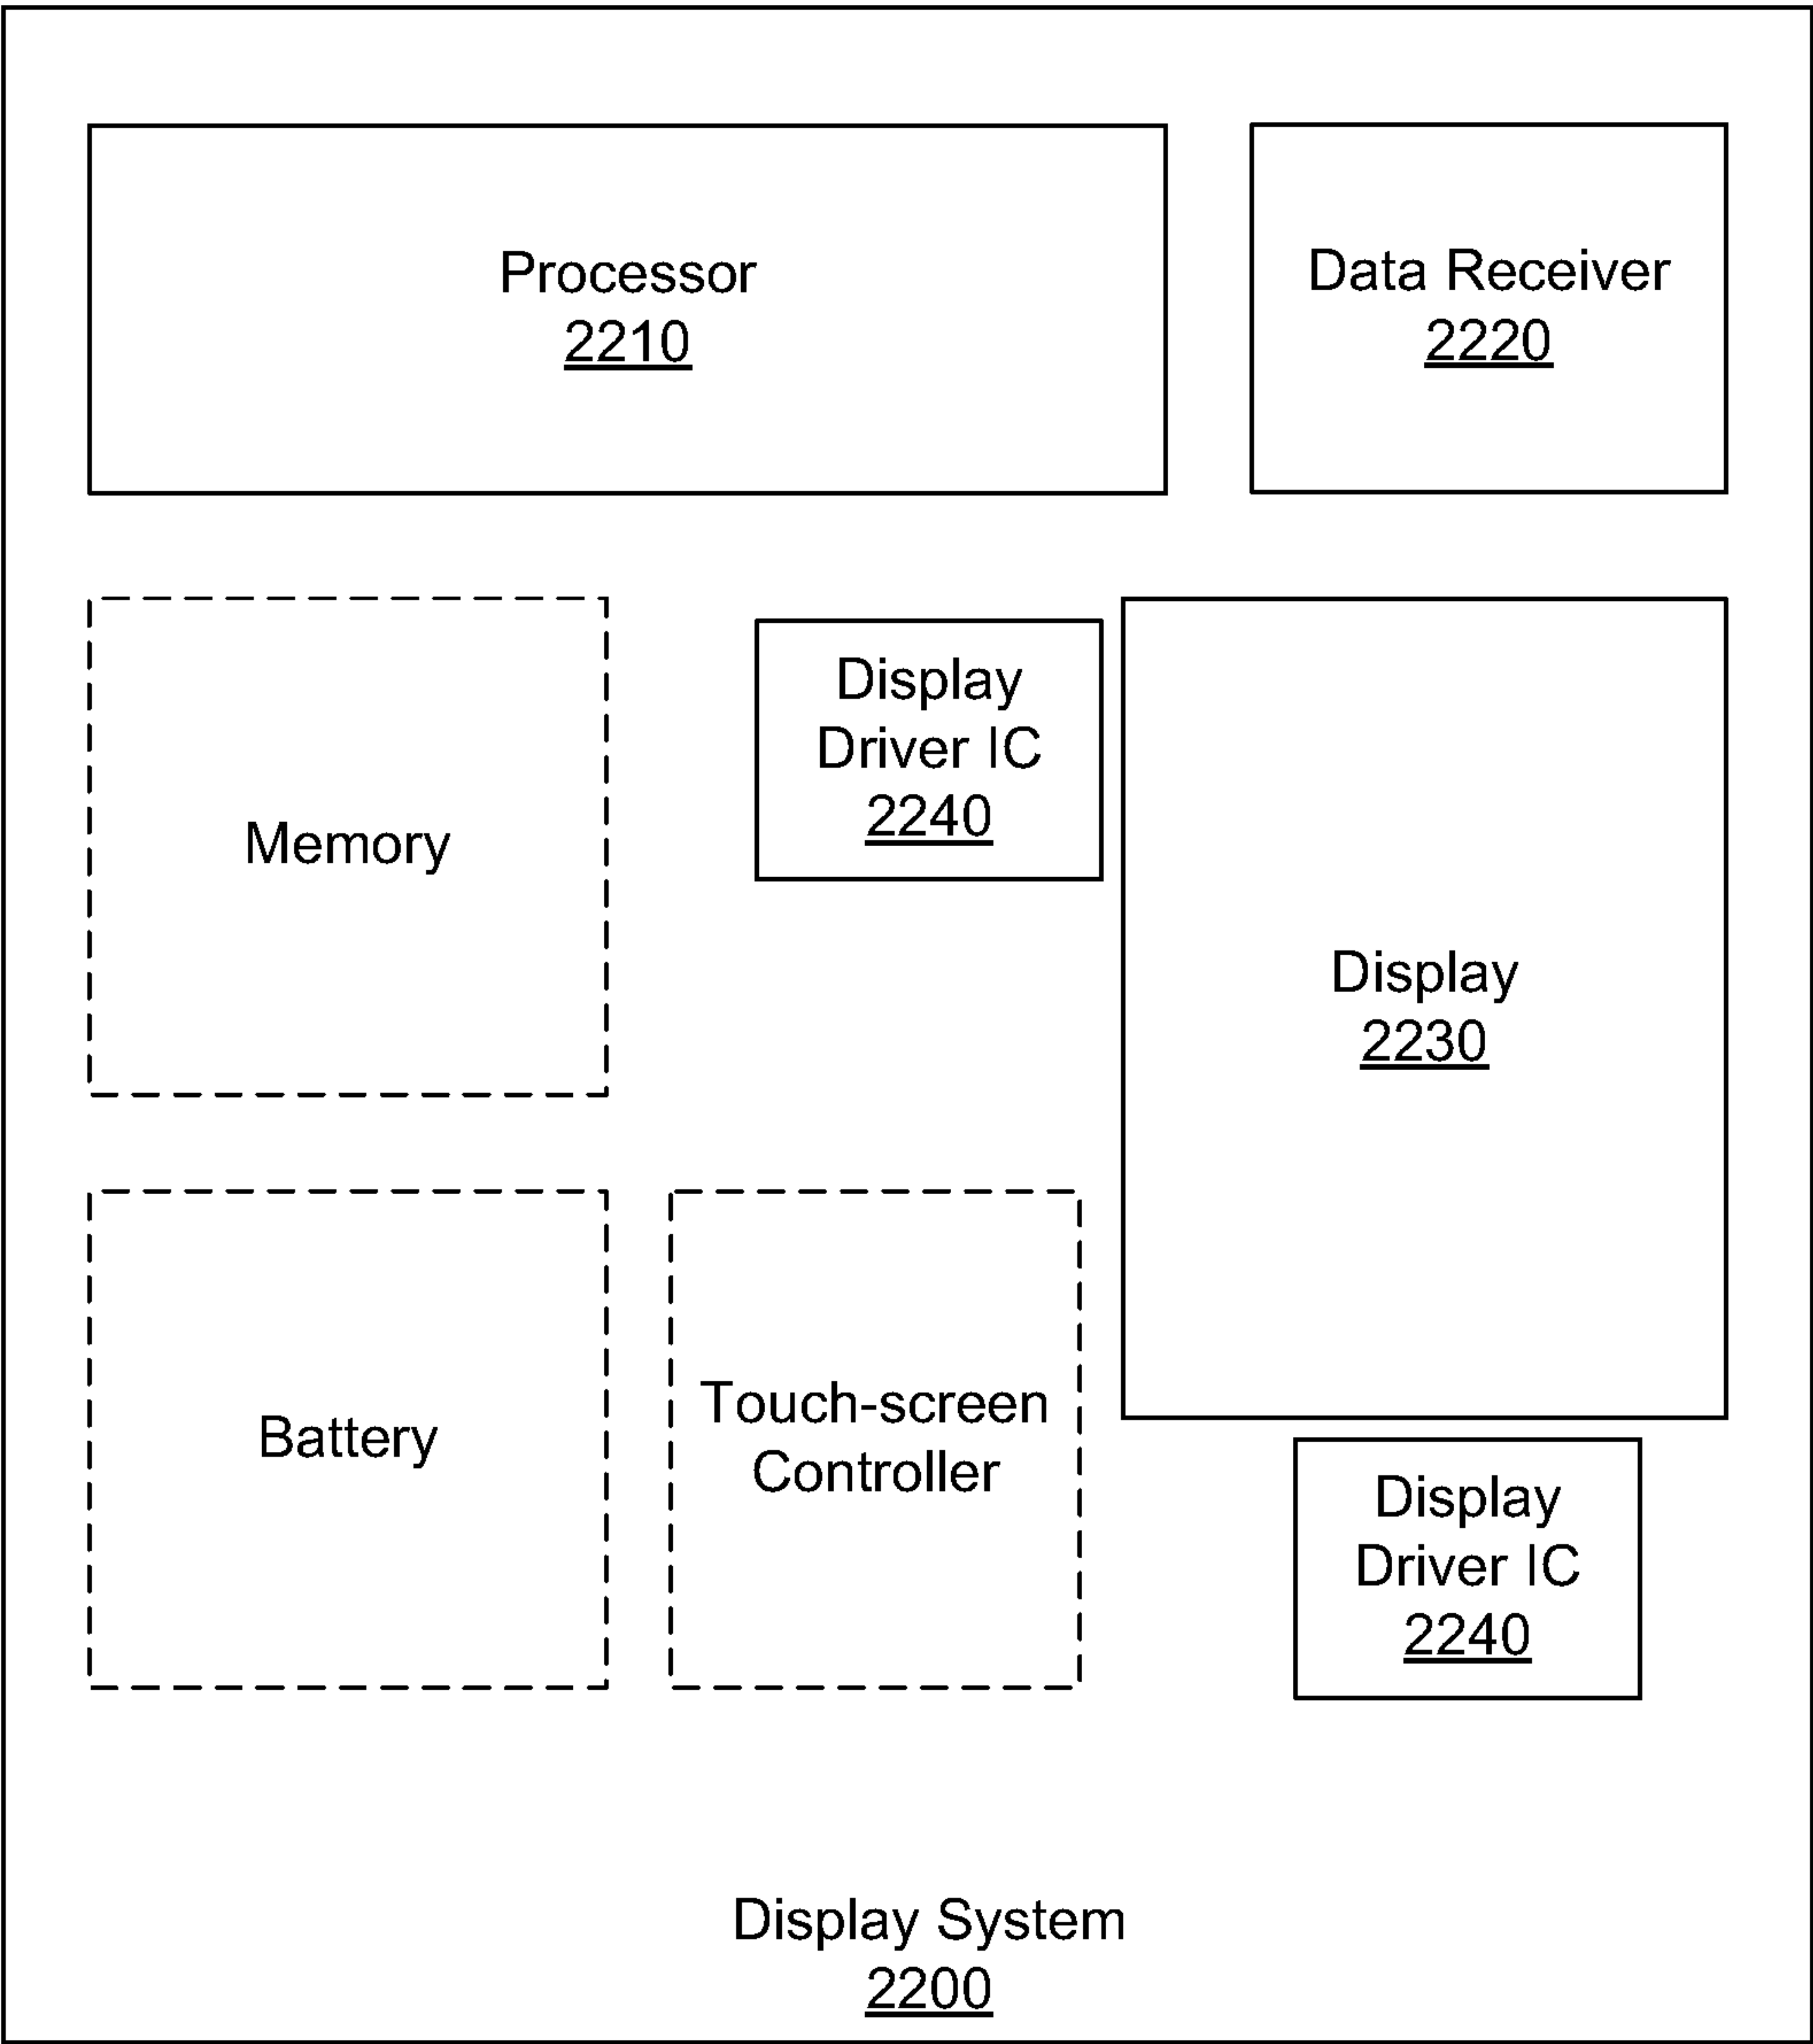 Processor
2210
Data Receiver
2220
Memory
Display
Driver IC
2240
Display
2230
Battery
Touch-screen
Controller
Display
Driver IC
2240
Display System
2200